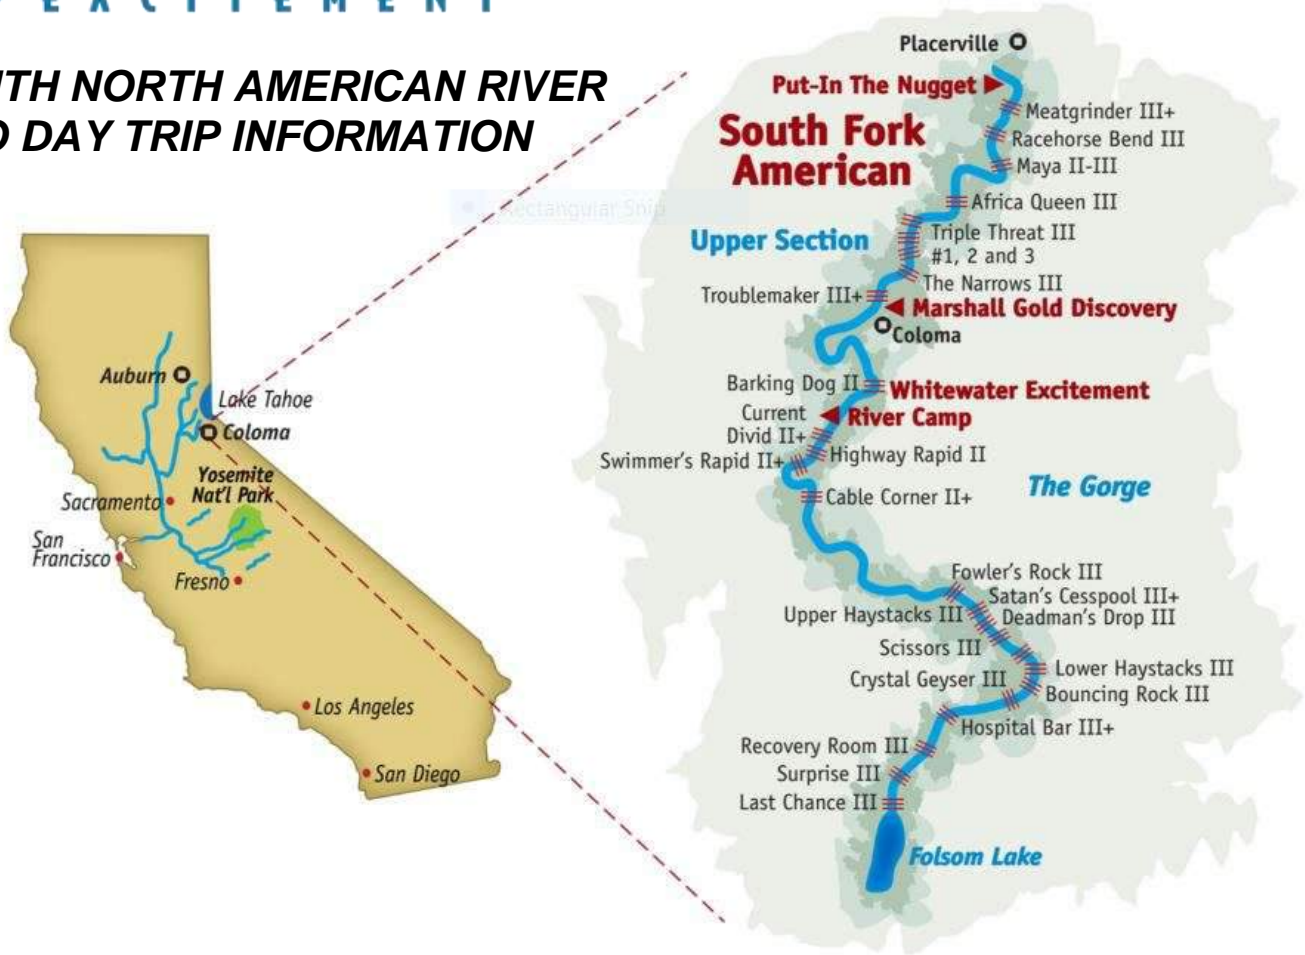 EXCITEMENT
NORTH AMERICAN RIVER
DAY TRIP INFORMATION
Rectangular Snip
Placerville
Put-In The Nugget
South Fork
American
Meatgrinder III+
Racehorse Bend III
Maya II-III
Africa Queen III
Upper Section
Triple Threat III
#1, 2 and 3
The Narrows III
Troublemaker III+
Marshall Gold Discovery
Coloma
Barking Dog II
Whitewater Excitement
River Camp
Current
Divid II+
Highway Rapid II
Swimmer's Rapid II+
Cable Corner II+
The Gorge
Fowler's Rock III
Satan's Cesspool III+
Upper Haystacks III
Deadman's Drop III
Scissors III
Lower Haystacks III
Crystal Geyser III
Bouncing Rock III
Hospital Bar III+
Recovery Room III
Surprise III
Last Chance III
Folsom Lake
Auburn
Lake Tahoe
Coloma
Yosemite
Nat'l Park
Sacramento
San
Francisco
Fresno
Los Angeles
San Diego